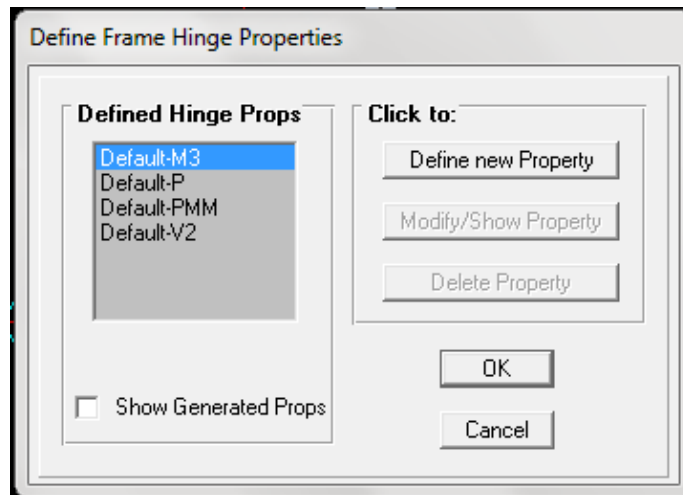 Define Frame Hinge Properties
Defined Hinge Props
Default-M3
Default-P
Default-PMM
Default-V2
Show Generated Props
Click to:
Define new Property
Modify/Show Property
Delete Property
OK
Cancel